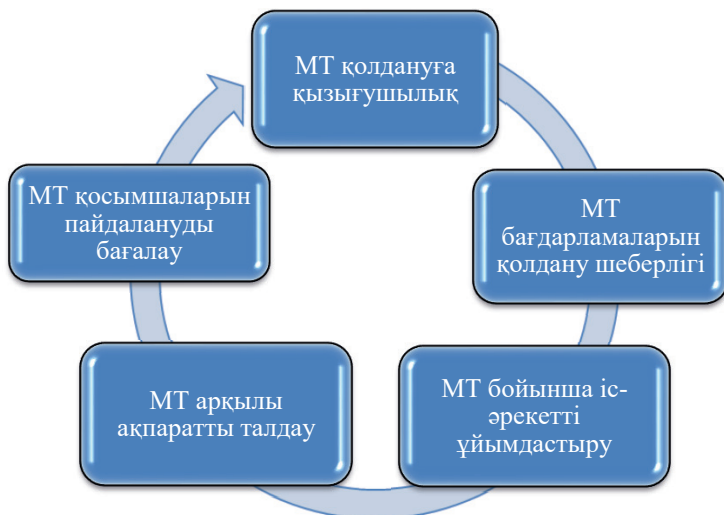 МТ қолдануға
қызығушылық
МТ
бағдарламаларын
қолдану шеберлігі
МТ бойынша іс-
әрекетті
ұйымдастыру
МТ арқылы
ақпаратты талдау
МТ қосымшаларын
пайдалануды
бағалау